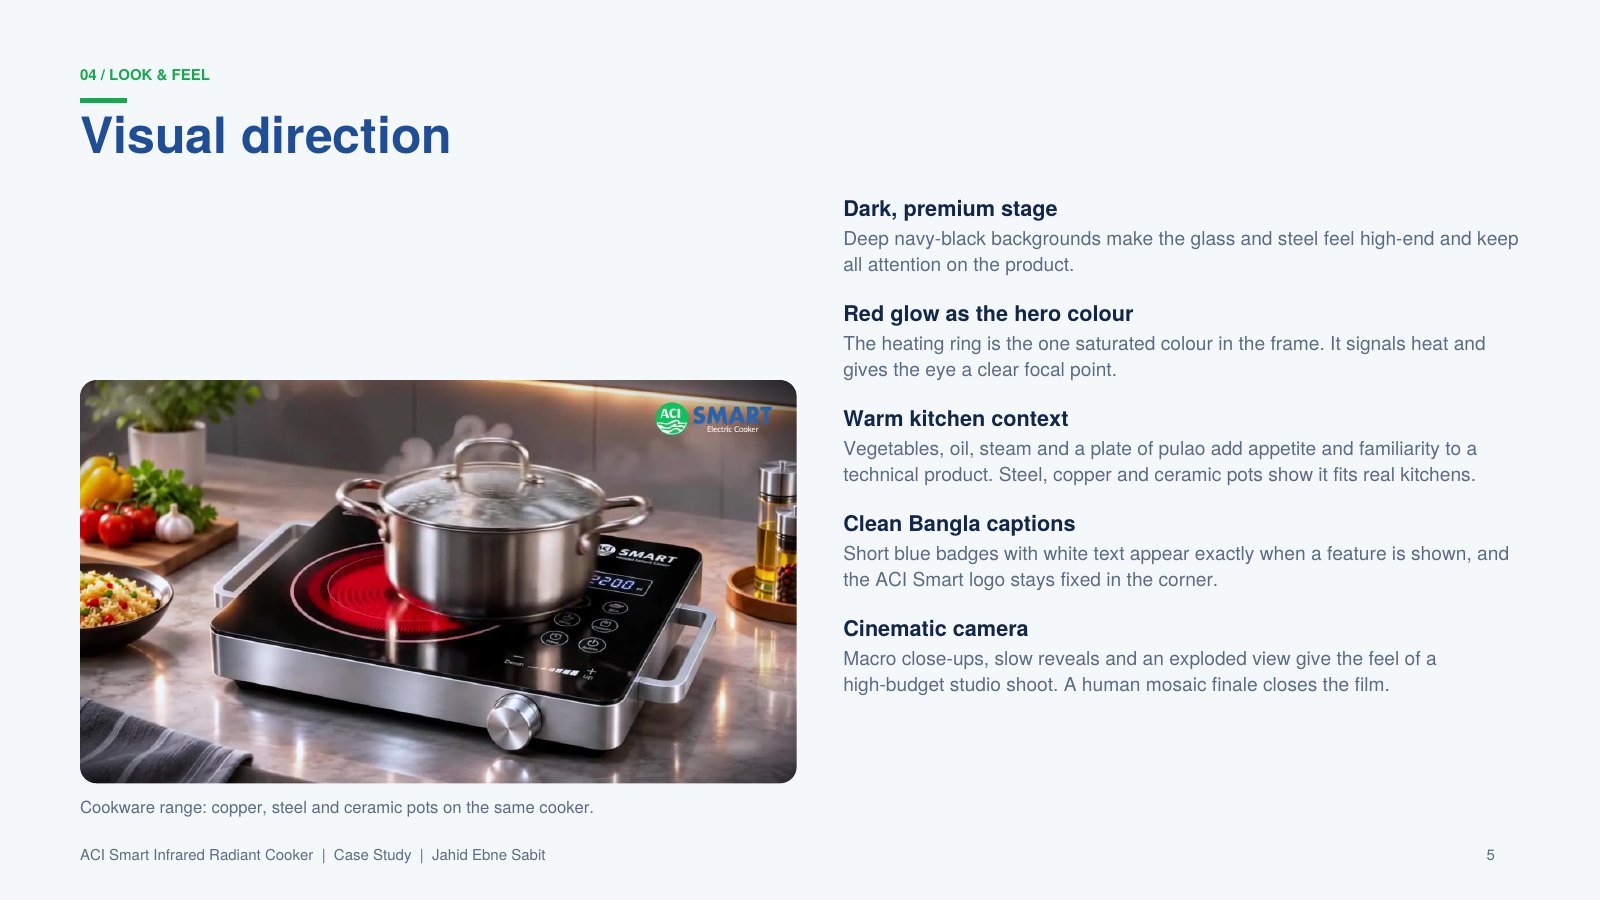 04 / LOOK & FEEL
Visual direction
Dark, premium stage
Deep navy-black backgrounds make the glass and steel feel high-end and keep
all attention on the product.
Red glow as the hero colour
The heating ring is the one saturated colour in the frame. It signals heat and
gives the eye a clear focal point.
Warm kitchen context
Vegetables, oil, steam and a plate of pulao add appetite and familiarity to a
technical product. Steel, copper and ceramic pots show it fits real kitchens.
Clean Bangla captions
Short blue badges with white text appear exactly when a feature is shown, and
the ACI Smart logo stays fixed in the corner.
Cinematic camera
Macro close-ups, slow reveals and an exploded view give the feel of a
high-budget studio shoot. A human mosaic finale closes the film.
ACI SMART
Electric Cooker
SMART
2200
Down - +
Up
Cookware range: copper, steel and ceramic pots on the same cooker.
ACI Smart Infrared Radiant Cooker | Case Study | Jahid Ebne Sabit
5